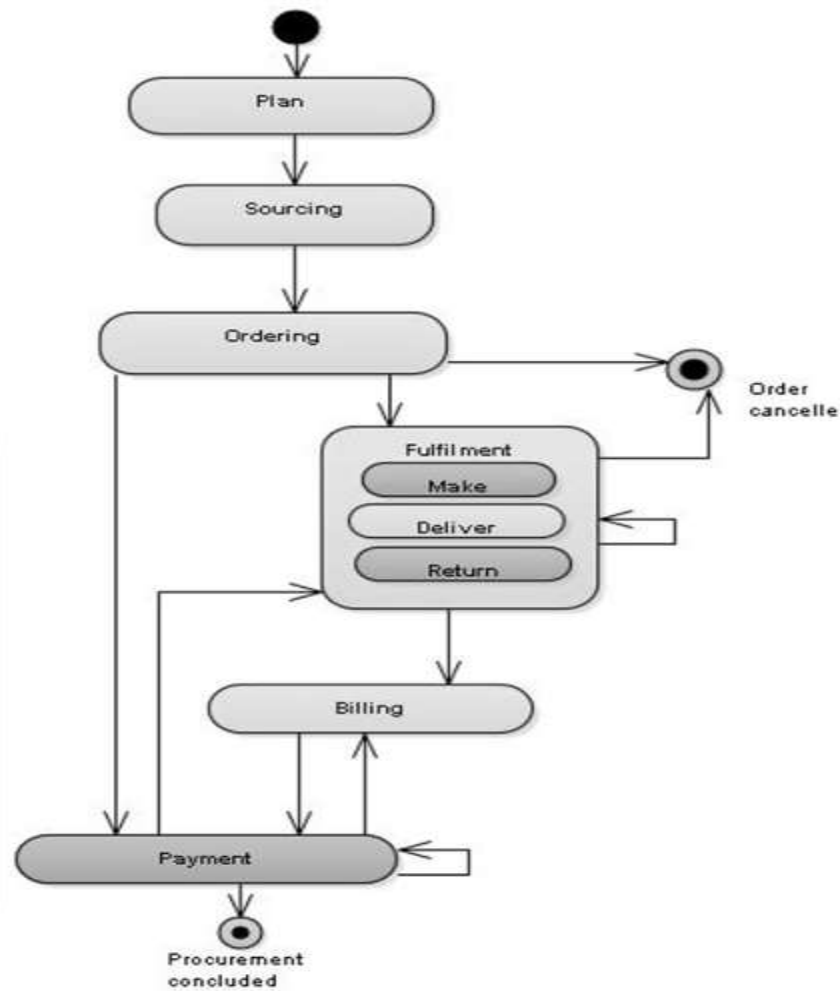 Plan
Sourcing
Ordering
Order
cancelle
Fulfilment
Make
Deliver
Return
Billing
Payment
Procurement
concluded